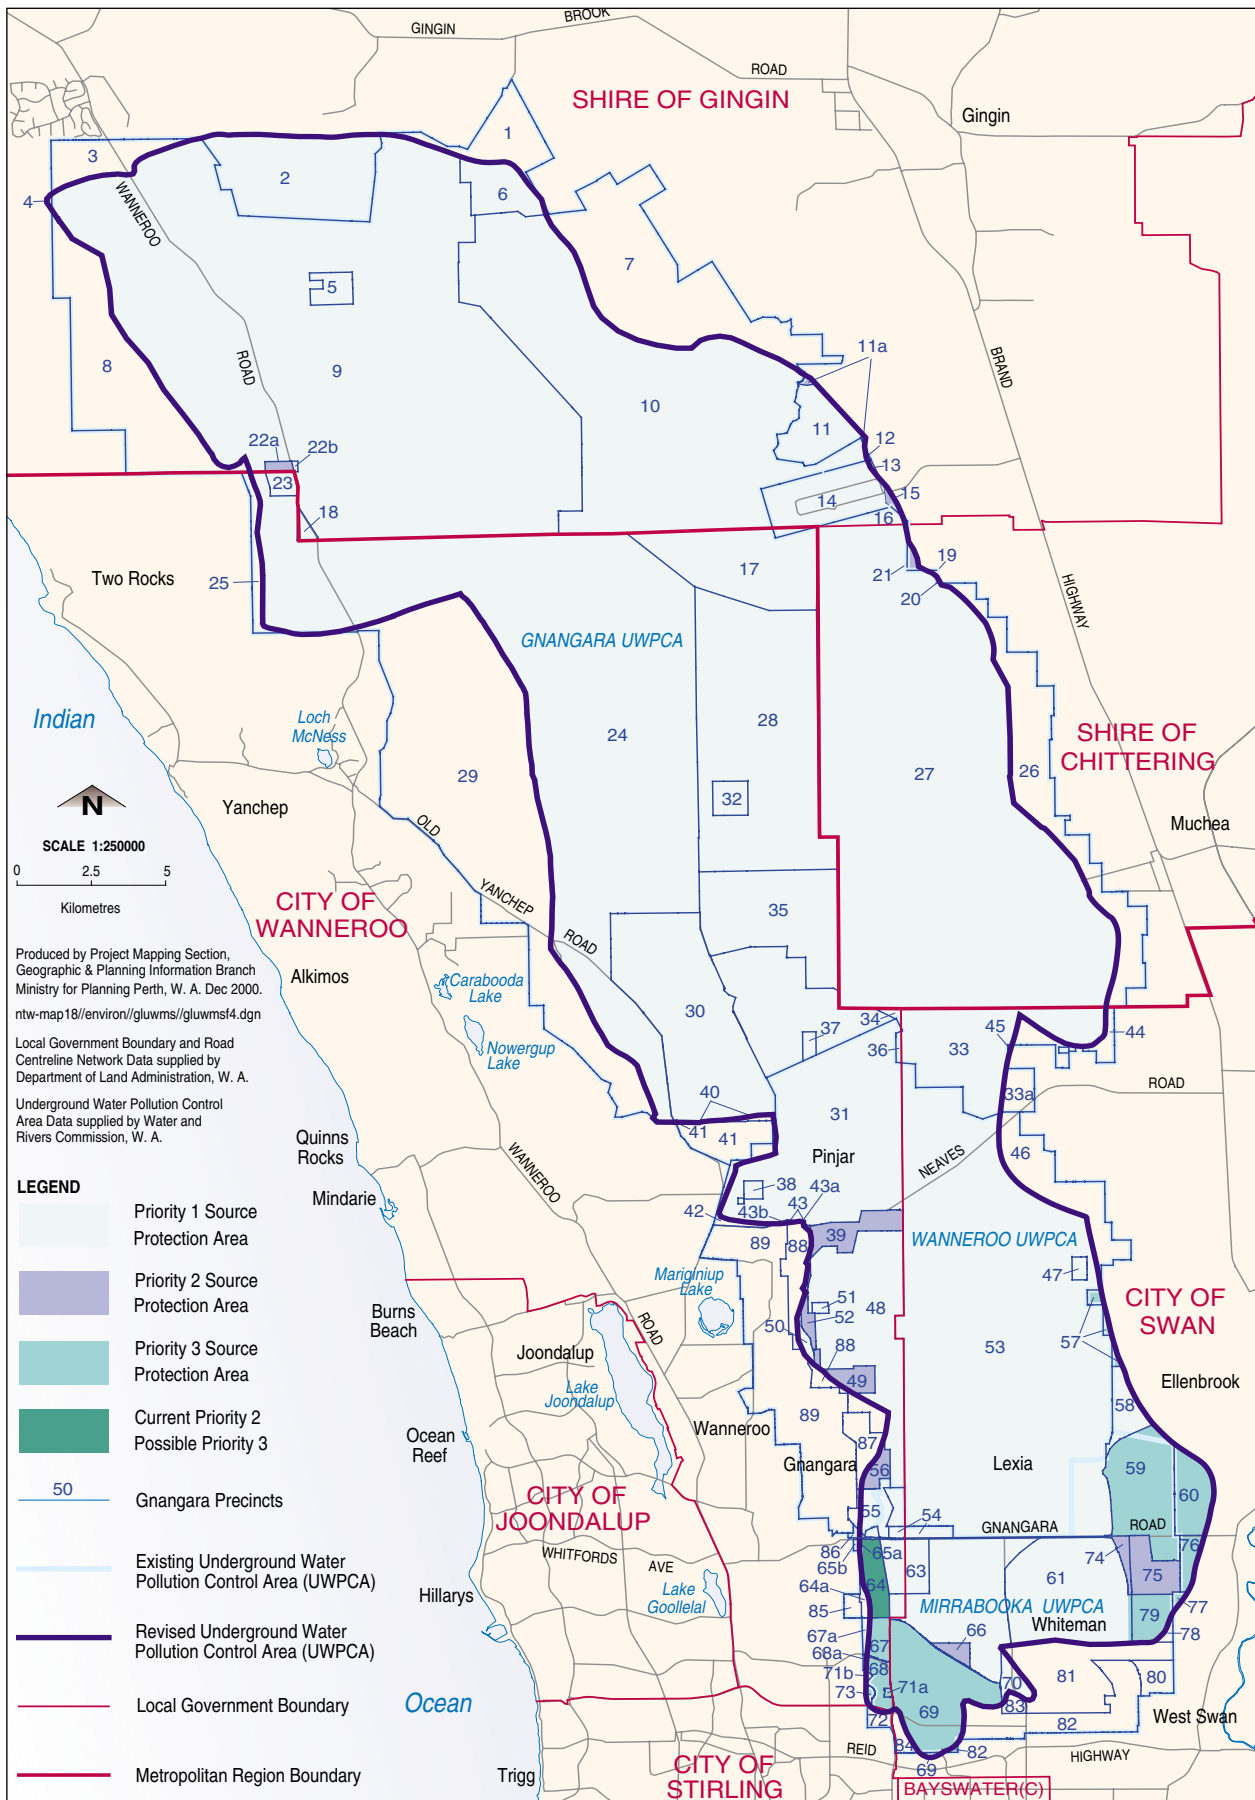 GINGIN
BROOK
ROAD
SHIRE OF GINGIN
Gingin
1
2
3
4
5
6
7
8
9
10
11
11a
12
13
14
15
16
WANNEROO
ROAD
BRAND
HIGHWAY
22a
22b
23
18
17
19
20
21
25
Two Rocks
GNANGARA UWPCA
24
28
27
26
Indian
Loch
McNess
29
32
SHIRE OF
CHITTERING
Muchea
N
SCALE 1:250000
0 2.5 5
Kilometres
Yanchep
OLD
YANCHEP
ROAD
CITY OF
WANNEROO
35
Produced by Project Mapping Section,
Geographic & Planning Information Branch
Ministry for Planning Perth, W. A. Dec 2000.
ntw-map18//environ//gluwms//gluwmsf4.dgn
Local Government Boundary and Road
Centreline Network Data supplied by
Department of Land Administration, W. A.
Underground Water Pollution Control
Area Data supplied by Water and
Rivers Commission, W. A.
Alkimos
Carabooda
Lake
Nowergup
Lake
30
37
34
36
33
45
44
33a
ROAD
46
NEAVES
40
41
41
31
Pinjar
Quinns
Rocks
Mindarie
WANNEROO
ROAD
38
42
43b
43
43a
39
89
88
WANNEROO UWPCA
47
Mariginiup
Lake
51
52
48
50
88
49
53
57
CITY OF
SWAN
Ellenbrook
58
LEGEND
Priority 1 Source
Protection Area
Priority 2 Source
Protection Area
Priority 3 Source
Protection Area
Current Priority 2
Possible Priority 3
50
Gnangara Precincts
Existing Underground Water
Pollution Control Area (UWPCA)
Revised Underground Water
Pollution Control Area (UWPCA)
Local Government Boundary
Metropolitan Region Boundary
Burns
Beach
Joondalup
Lake
Joondalup
Wanneroo
89
87
Gnangara
56
Lexia
59
60
Ocean
Reef
CITY OF
JOONDALUP
55
54
GNANGARA
ROAD
WHITFORDS
AVE
86
65b
65a
64a
64
63
61
74
75
76
85
MIRRABOOKA UWPCA
Whiteman
79
77
78
Hillarys
Lake
Goollelal
67a
67
66
68a
68
71b
71a
73
69
70
81
80
83
72
82
West Swan
Ocean
84
82
REID
HIGHWAY
69
Trigg
CITY OF
STIRLING
BAYSWATER(C)